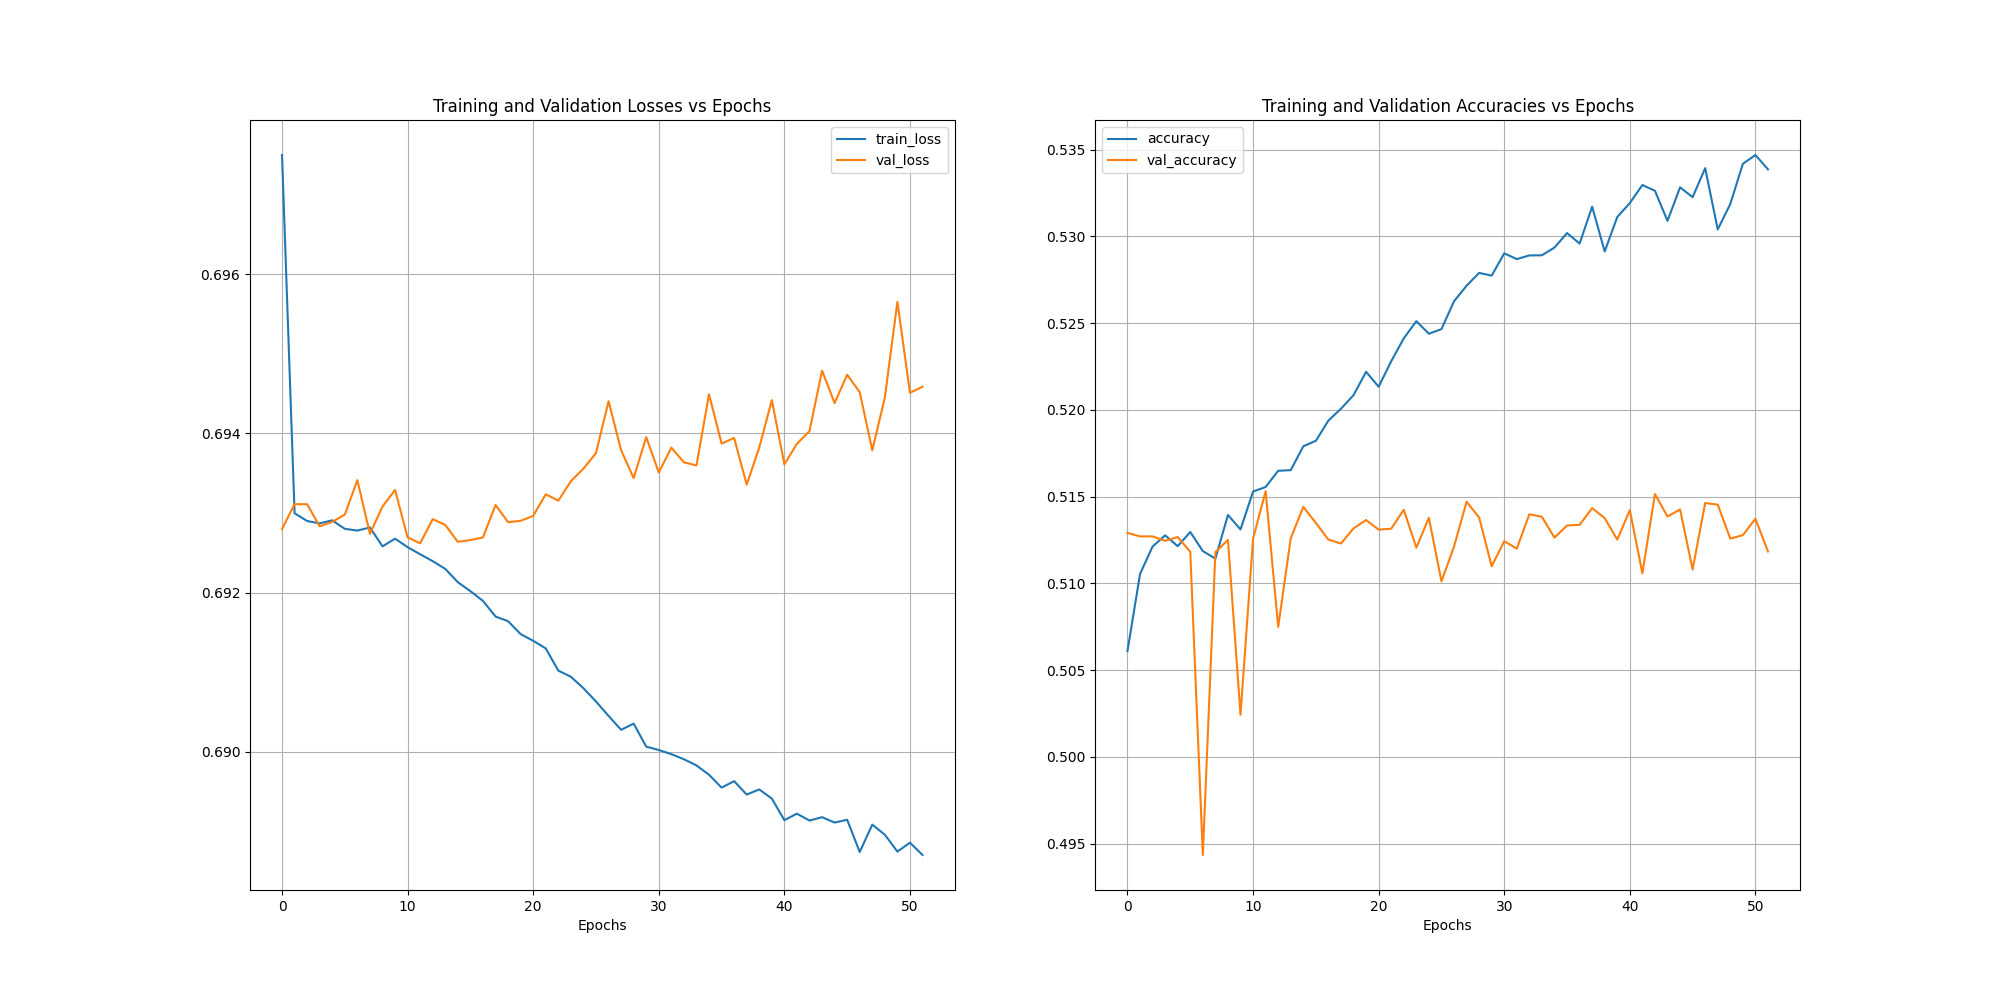 Training and Validation Losses vs Epochs
train_loss
val_loss
0.696
0.694
0.692
0.690
0 10 20 30 40 50
Epochs
Training and Validation Accuracies vs Epochs
accuracy
val_accuracy
0.535
0.530
0.525
0.520
0.515
0.510
0.505
0.500
0.495
0 10 20 30 40 50
Epochs